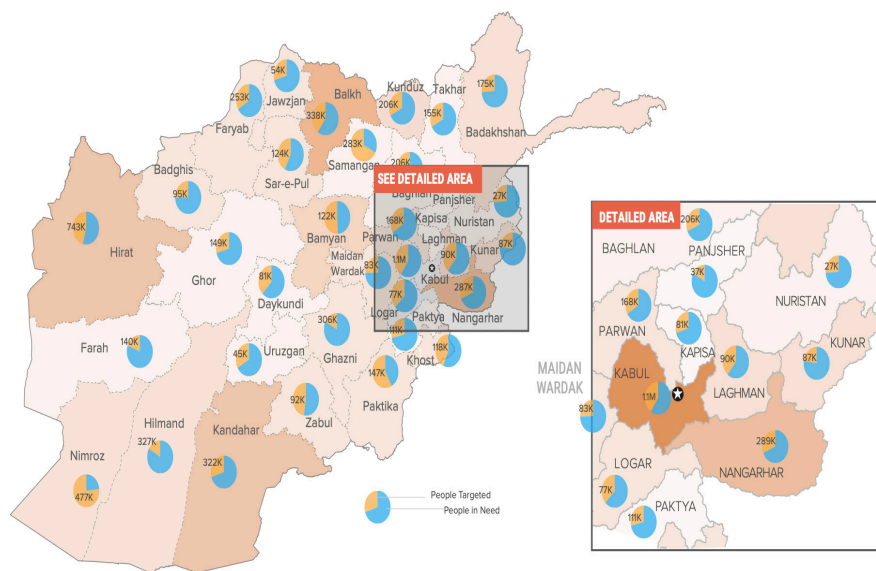 54K
Jawzjan
253K
Faryab
Balkh
338K
Kunduz
206K
Takhar
155K
175K
Badakhshan
124K
Sar-e-Pul
283K
Samangan
206K
Badghis
95K
SEE DETAILED AREA
Baghlan
Panjsher
27K
Nuristan
168K
Kapisa
Parwan
Laghman
Kunar
87K
743K
Hirat
122K
Bamyan
149K
Ghor
Maidan
Wardak
83K
1.1M
90K
Kabul
81K
Daykundi
77K
287K
Logar
Paktya
Nangarhar
306K
Ghazni
111K
Khost
118K
140K
Farah
Uruzgan
45K
147K
Paktika
92K
Zabul
Hilmand
327K
Kandahar
322K
Nimroz
477K
People Targeted
People in Need
DETAILED AREA
206K
BAGHLAN
PANJSHER
37K
27K
NURISTAN
168K
PARWAN
81K
KAPISA
KUNAR
87K
MAIDAN
WARDAK
KABUL
90K
LAGHMAN
1.1M
83K
289K
NANGARHAR
LOGAR
77K
PAKTYA
111K